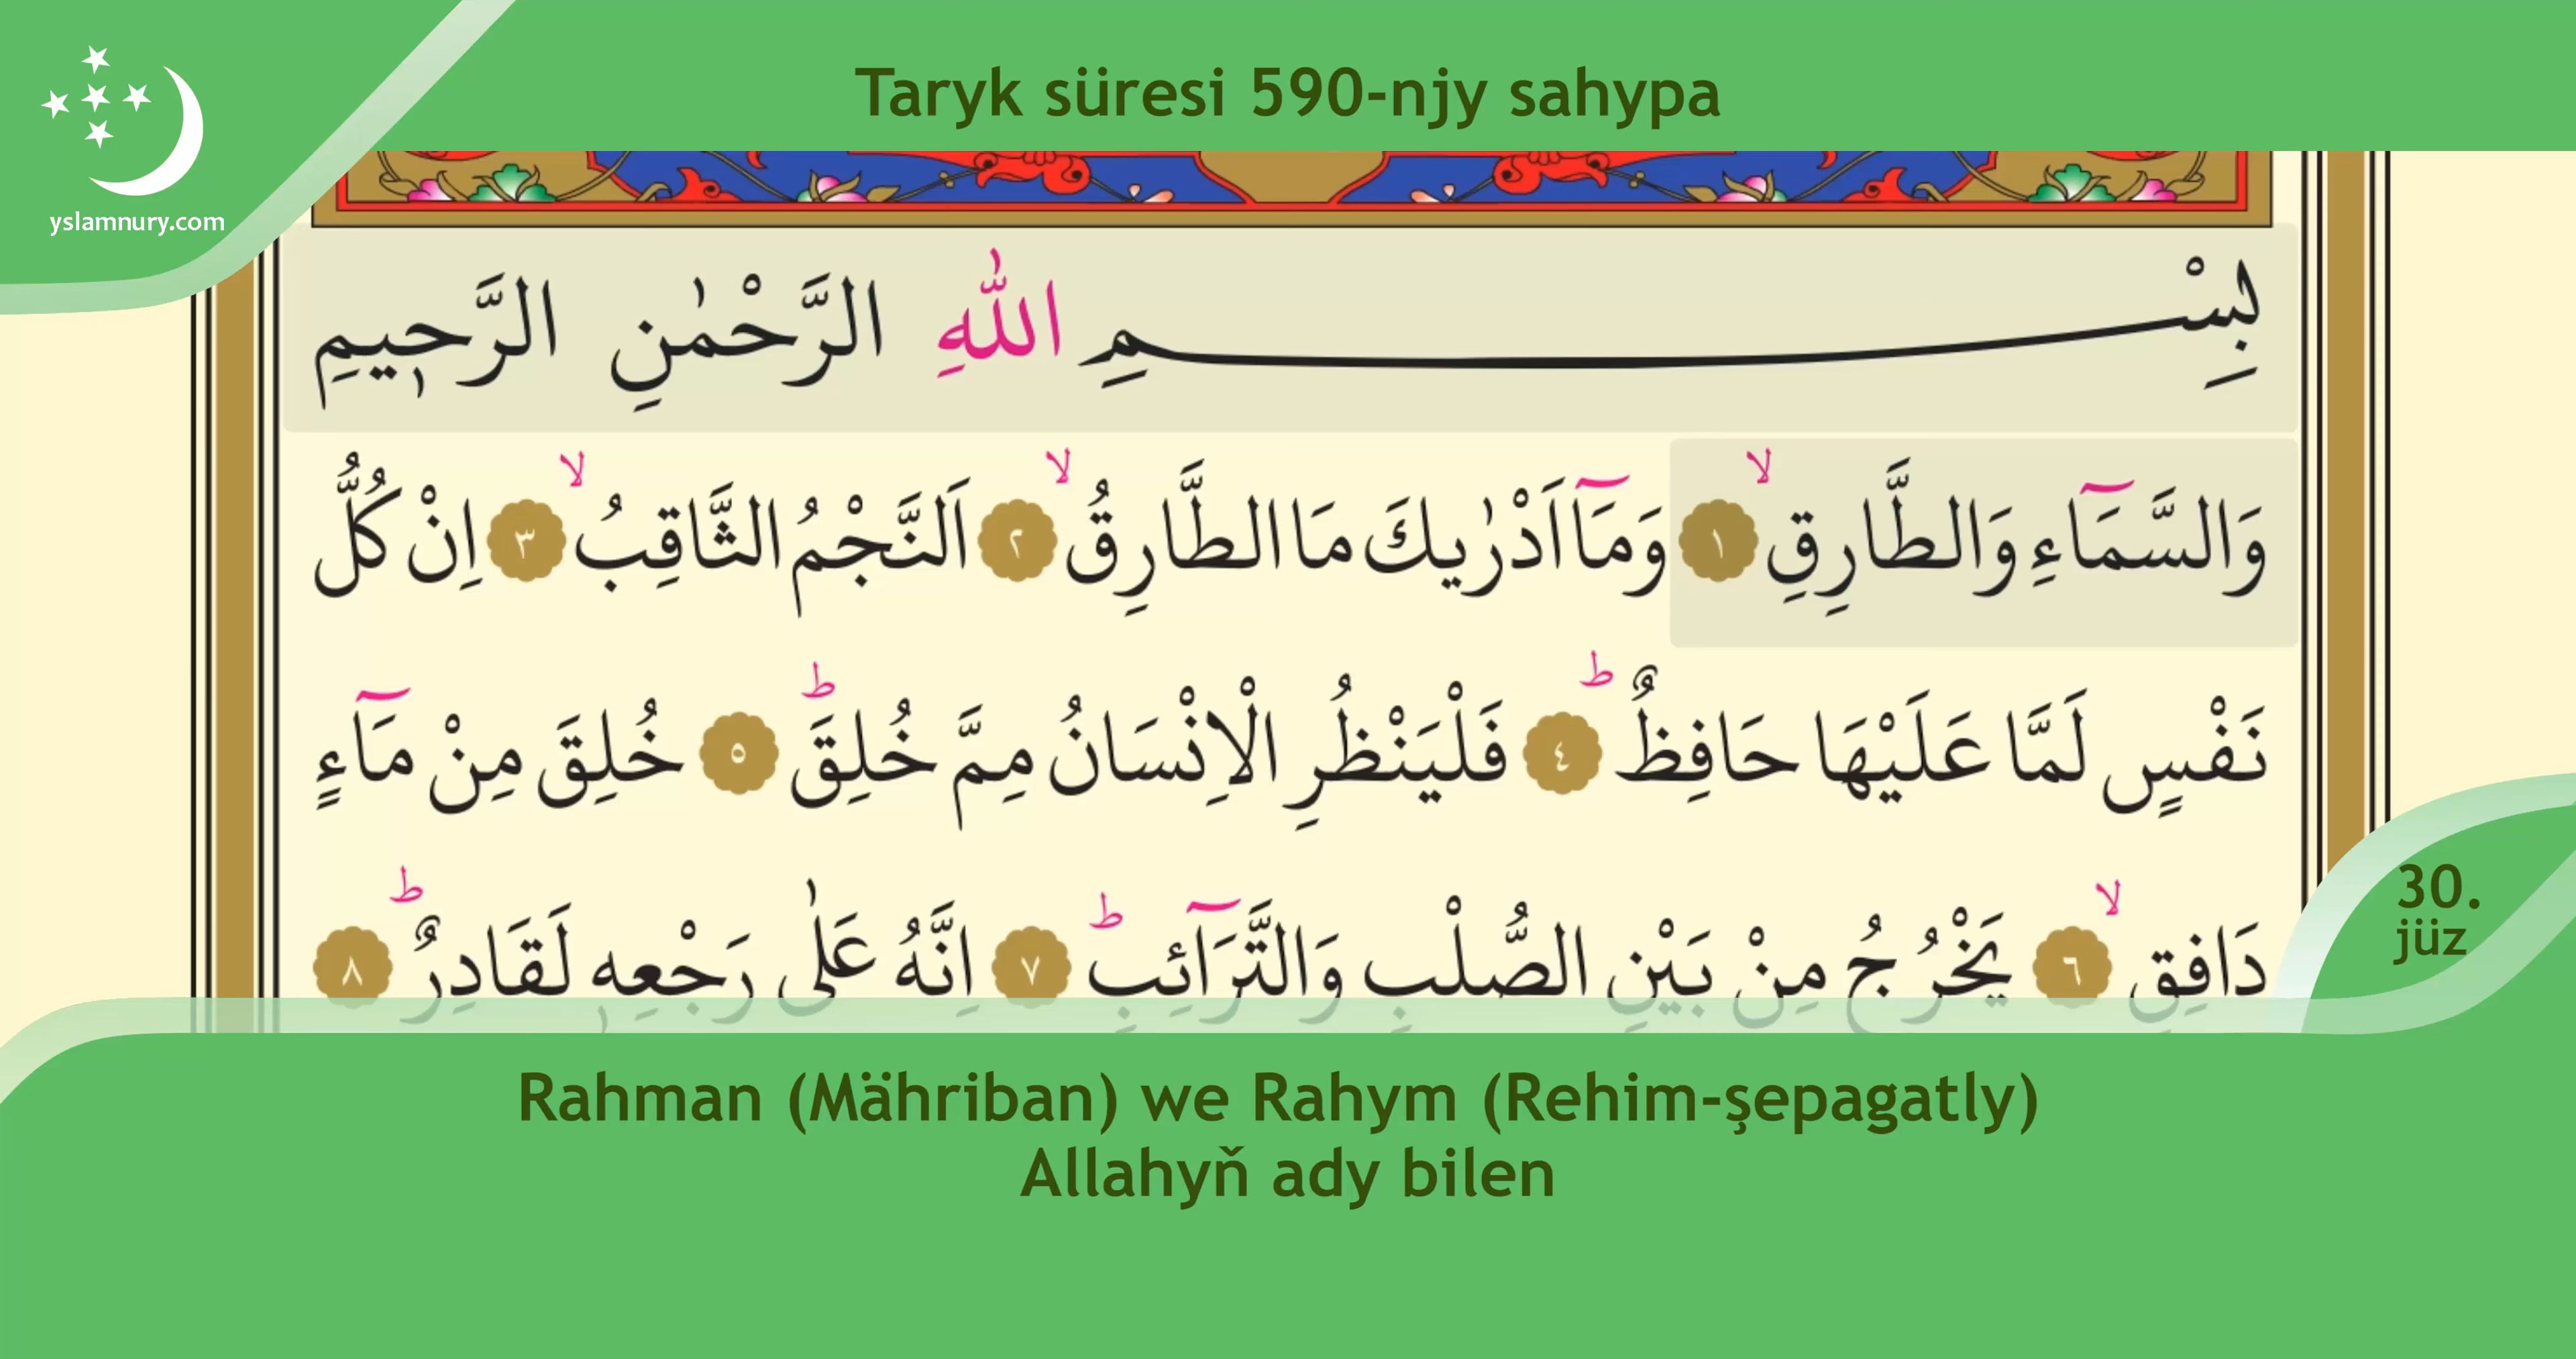 Taryk süresi 590-njy sahypa
yslamnury.com
بِسْــــــــــــــــمِ اللّٰهِ الرَّحْمٰنِ الرَّحٖيمِ
وَالسَّمَٓاءِ وَالطَّارِقِۙ ﴿١﴾ وَمَٓا اَدْرٰيكَ مَا الطَّارِقُۙ ﴿٢﴾ اَلنَّجْمُ الثَّاقِبُۙ ﴿٣﴾ اِنْ كُلُّ
نَفْسٍ لَمَّا عَلَيْهَا حَافِظٌؕ ﴿٤﴾ فَلْيَنْظُرِ الْاِنْسَانُ مِمَّ خُلِقَؕ ﴿٥﴾ خُلِقَ مِنْ مَٓاءٍ
دَافِقٍۙ ﴿٦﴾ يَخْرُجُ مِنْ بَيْنِ الصُّلْبِ وَالتَّرَٓائِبِؕ ﴿٧﴾ اِنَّهُ عَلٰى رَجْعِهٖ لَقَادِرٌؕ ﴿٨﴾
30.
jüz
Rahman (Mähriban) we Rahym (Rehim-şepagatly)
Allahyň ady bilen